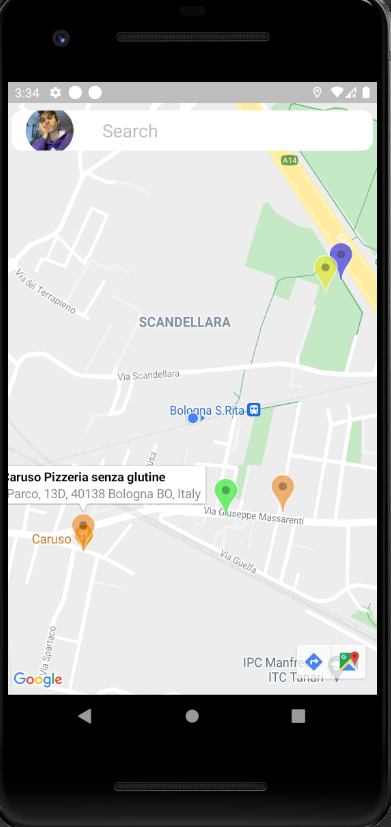 3:34
Search
A14
Via del Terrapieno
SCANDELLARA
Via Scandellara
Bologna S.Rita
Caruso Pizzeria senza glutine
Parco, 13D, 40138 Bologna BO, Italy
Via Giuseppe Massarenti
Caruso
Via Guelfa
Via Spartaco
IPC Manfre
ITC Tanari
Google